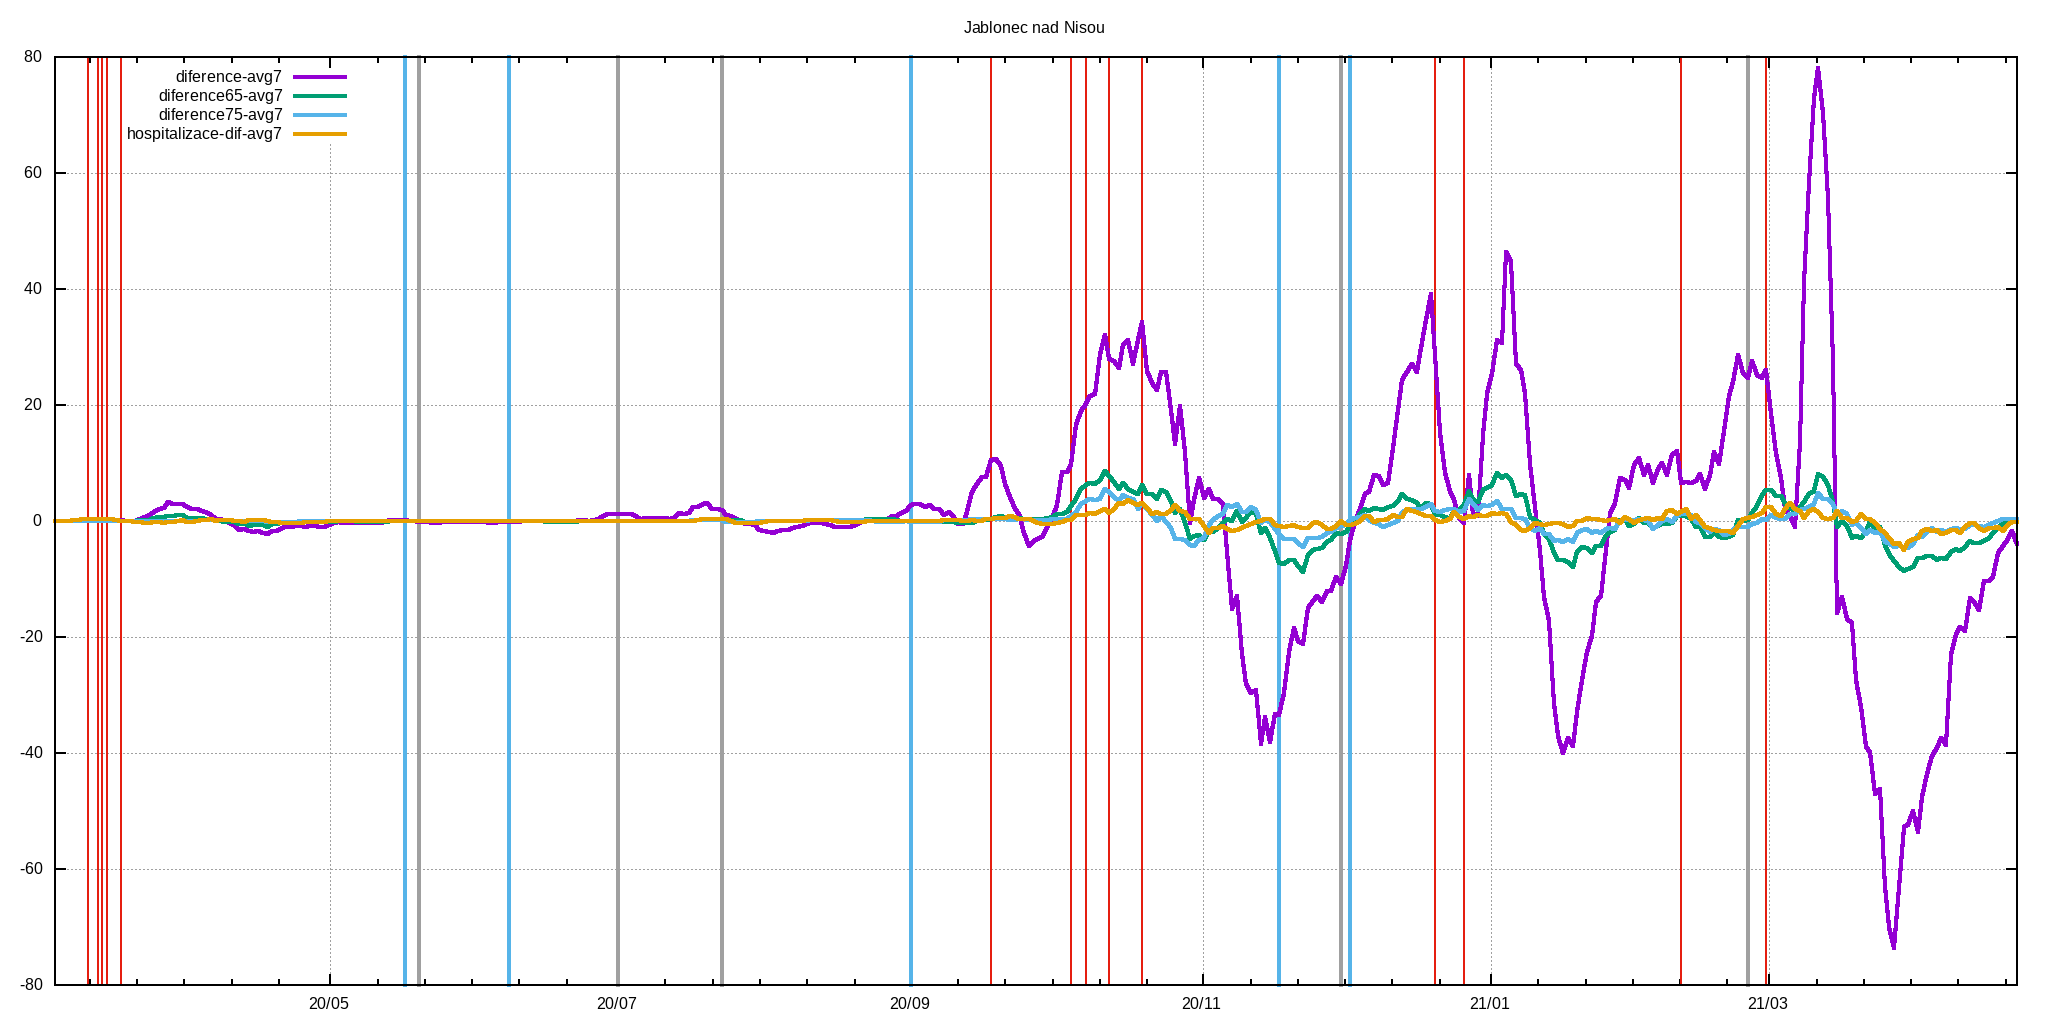 Jablonec nad Nisou
diference-avg7
diference65-avg7
diference75-avg7
hospitalizace-dif-avg7
80
60
40
20
0
-20
-40
-60
-80
20/05 20/07 20/09 20/11 21/01 21/03